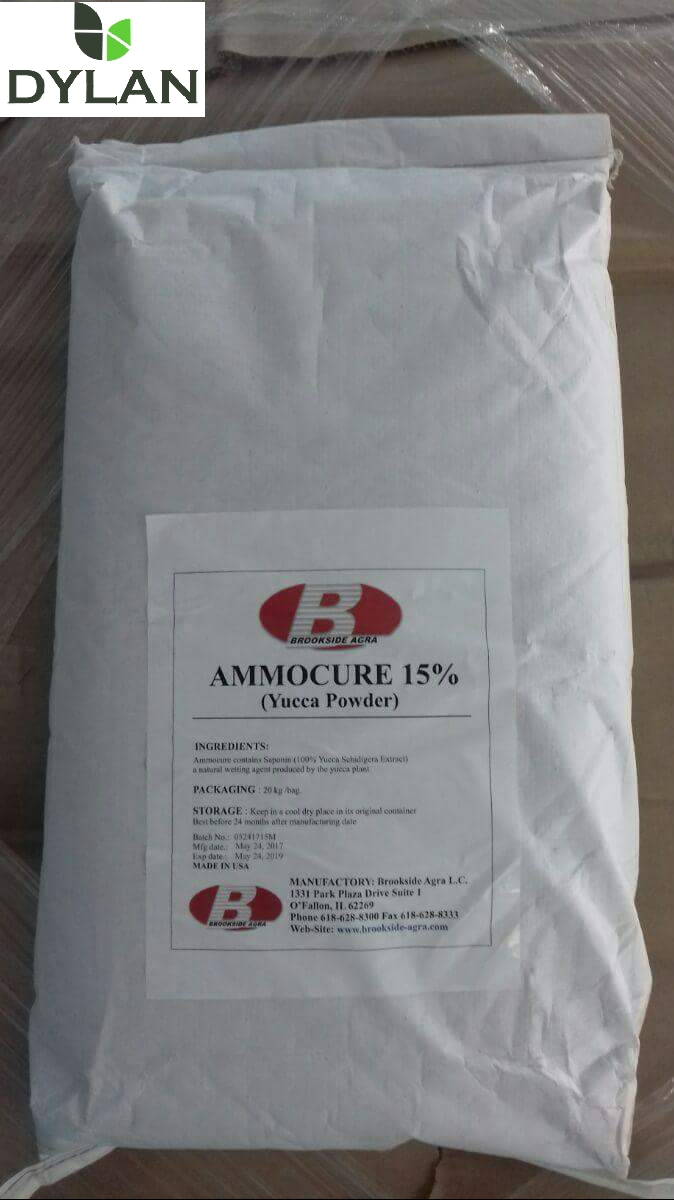 DYLAN
B
BROOKSIDE AGRA
AMMOCURE 15%
(Yucca Powder)
INGREDIENTS:
Ammocure contains Saponin (100% Yucca Schidigera Extract)
a natural wetting agent produced by the yucca plant
PACKAGING : 20 kg /bag.
STORAGE : Keep in a cool dry place in its original container
Best before 24 months after manufacturing date
Batch No.: 05241715M
Mfg date.: May 24, 2017
Exp date.: May 24, 2019
MADE IN USA
B
BROOKSIDE AGRA
MANUFACTORY: Brookside Agra L.C.
1331 Park Plaza Drive Suite 1
O'Fallon, IL 62269
Phone 618-628-8300 Fax 618-628-8333
Web-Site: www.brookside-agra.com